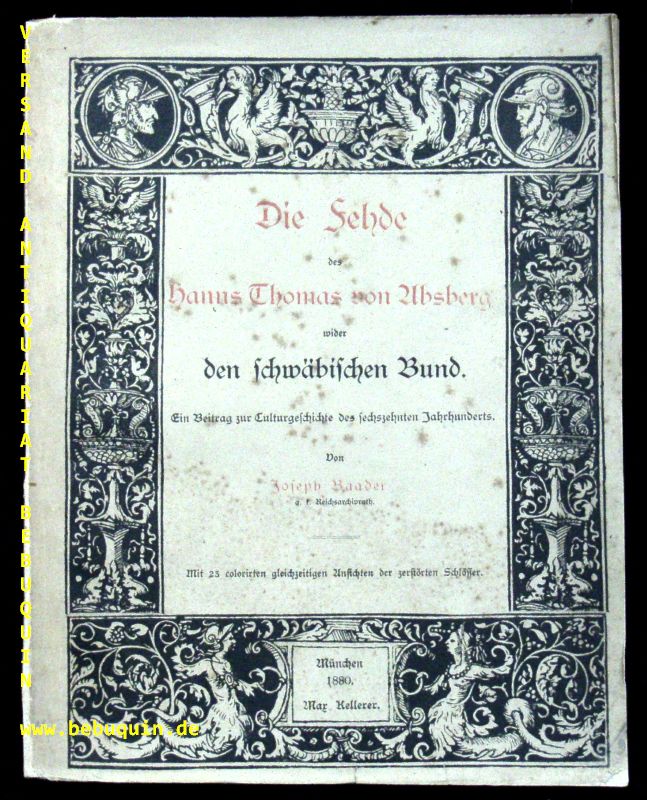 Die Fehde
des
Hanns Thomas von Absberg
wider
den schwäbischen Bund.
Ein Beitrag zur Culturgeschichte des sechszehnten Jahrhunderts.
Von
Joseph Baader
q. k. Reichsarchivrath.
Mit 23 colorirten gleichzeitigen Ansichten der zerstörten Schlösser.
München
1880.
Max Kellerer.
VERSAND ANTIQUARIAT BEBUQUIN
www.bebuquin.de